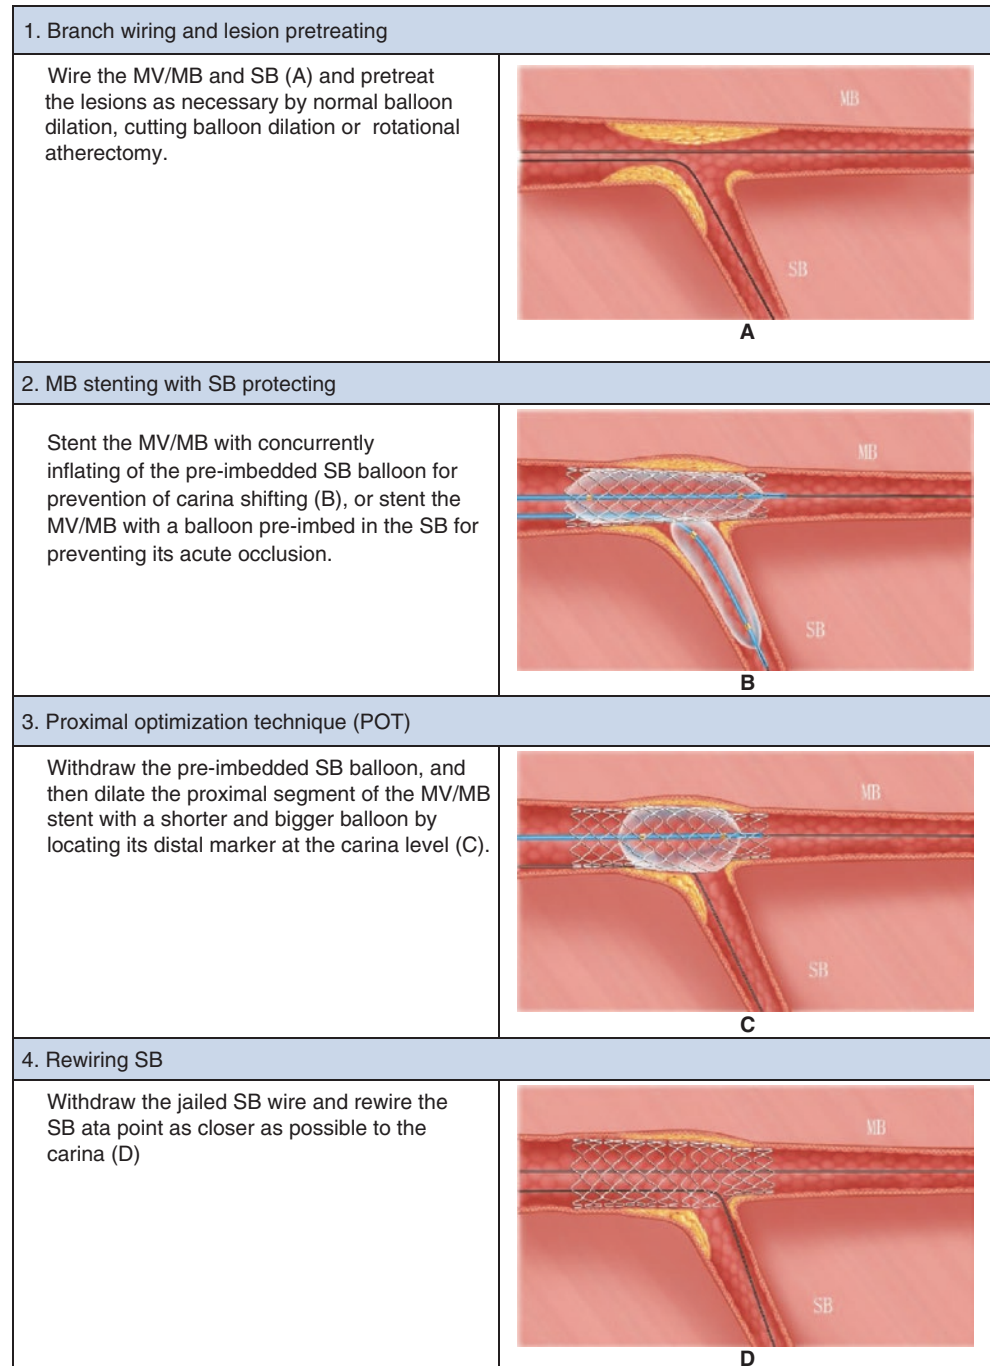 1. Branch wiring and lesion pretreating
Wire the MV/MB and SB (A) and pretreat
the lesions as necessary by normal balloon
dilation, cutting balloon dilation or rotational
atherectomy.
MB
SB
A
2. MB stenting with SB protecting
Stent the MV/MB with concurrently
inflating of the pre-imbedded SB balloon for
prevention of carina shifting (B), or stent the
MV/MB with a balloon pre-imbed in the SB for
preventing its acute occlusion.
MB
SB
B
3. Proximal optimization technique (POT)
Withdraw the pre-imbedded SB balloon, and
then dilate the proximal segment of the MV/MB
stent with a shorter and bigger balloon by
locating its distal marker at the carina level (C).
MB
SB
C
4. Rewiring SB
Withdraw the jailed SB wire and rewire the
SB ata point as closer as possible to the
carina (D)
MB
SB
D